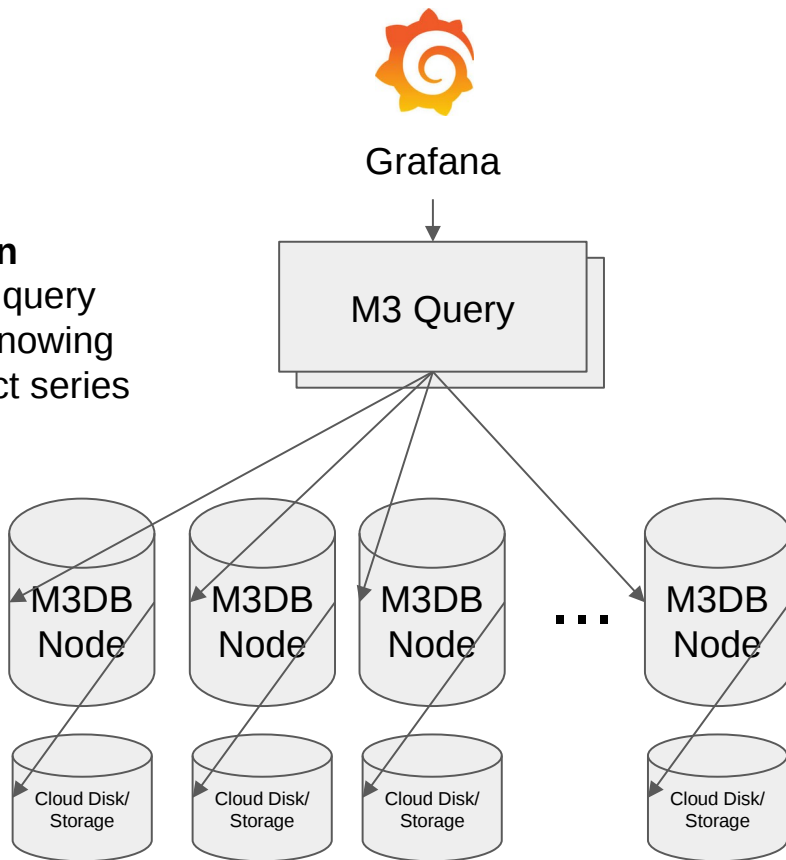 Grafana
n
query
nowing
ct series
M3 Query
M3DB
Node
M3DB
Node
M3DB
Node
...
M3DB
Node
Cloud Disk/
Storage
Cloud Disk/
Storage
Cloud Disk/
Storage
Cloud Disk/
Storage